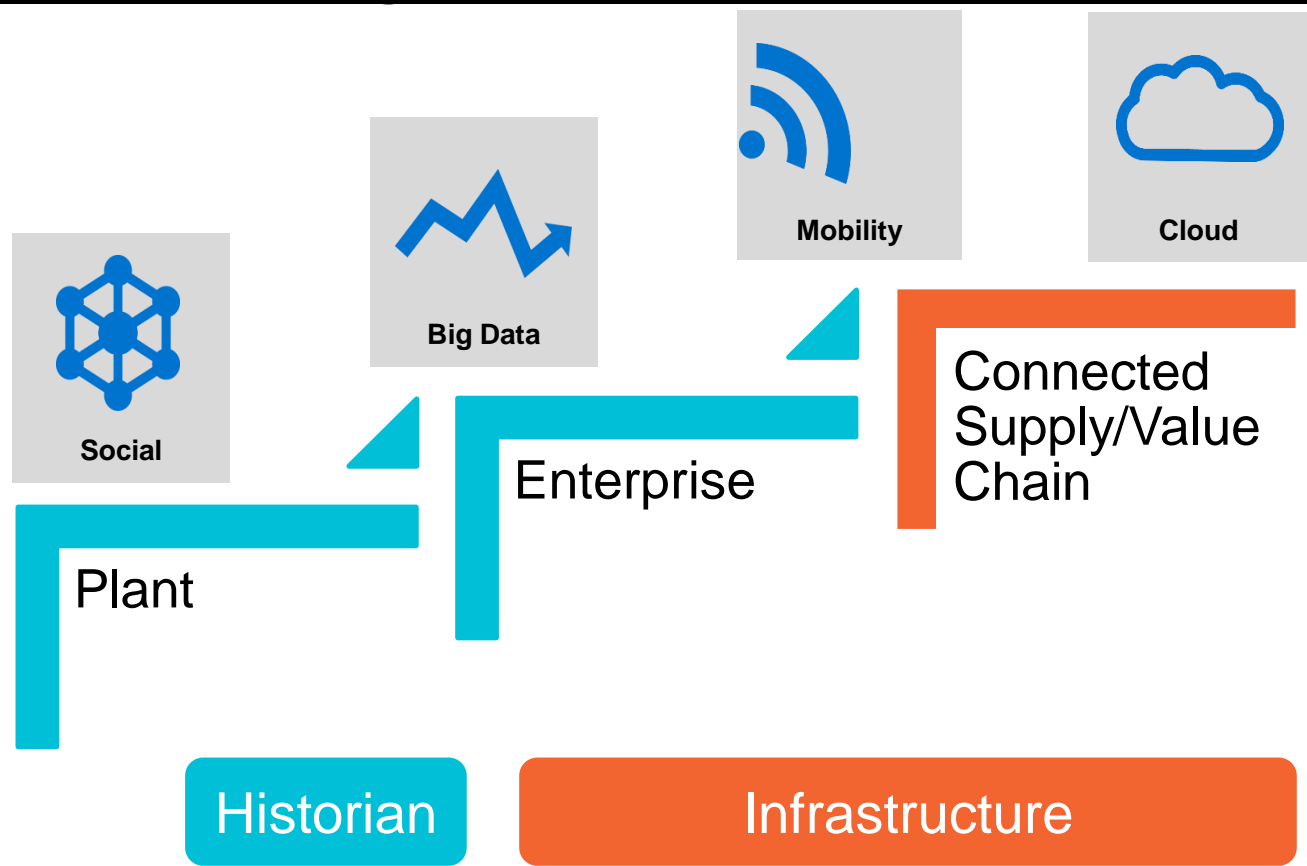 Mobility
Cloud
Big Data
Social
Connected
Supply/Value
Chain
Enterprise
Plant
Historian
Infrastructure